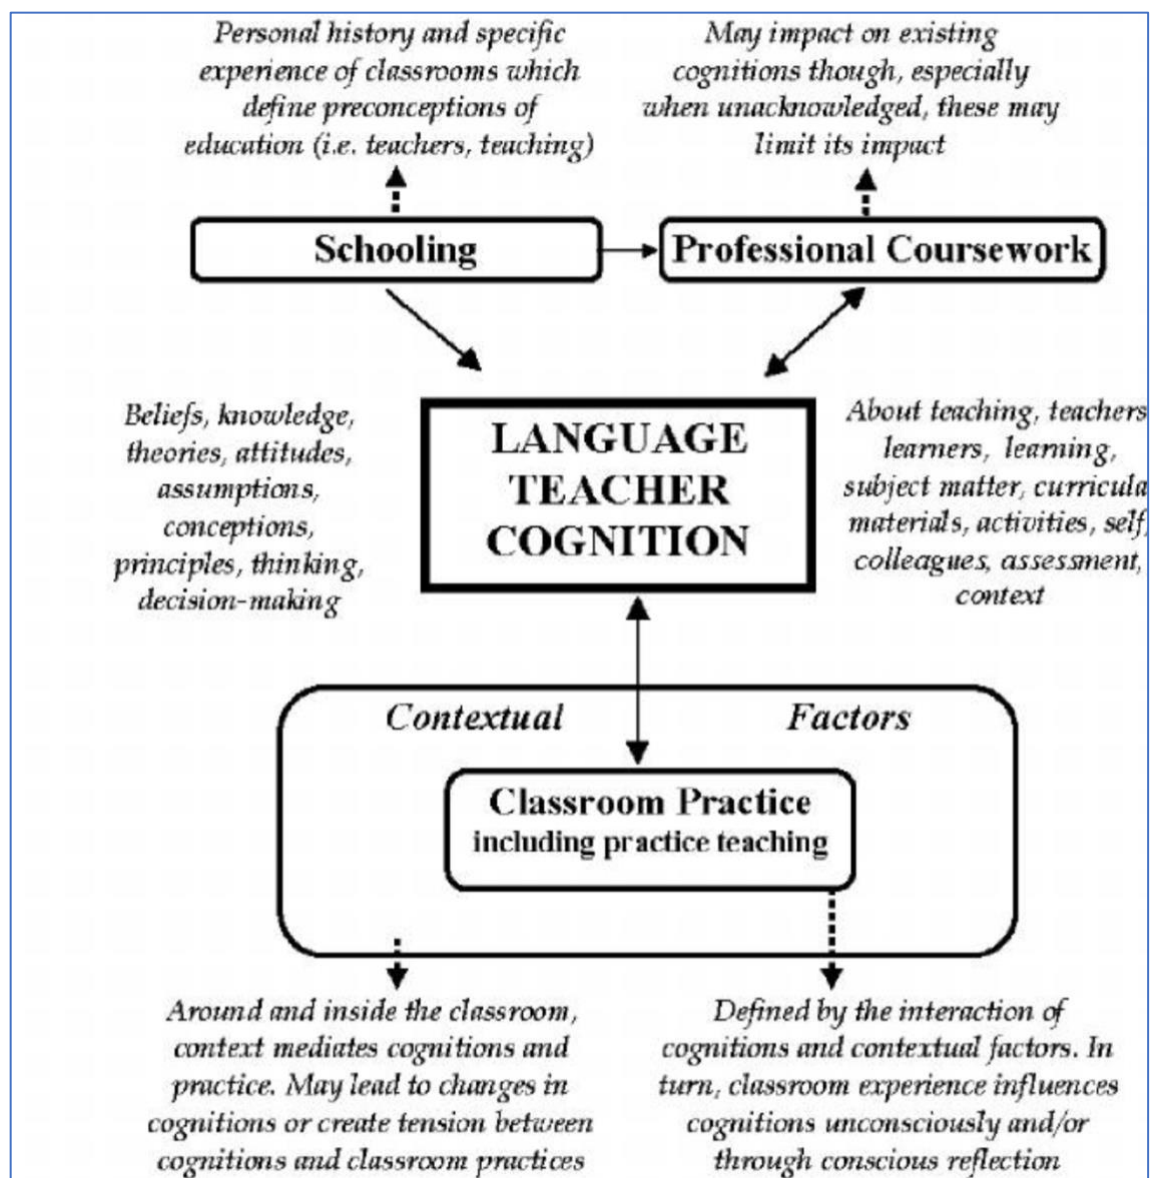 Personal history and specific
experience of classrooms which
define preconceptions of
education (i.e. teachers, teaching)
May impact on existing
cognitions though, especially
when unacknowledged, these may
limit its impact
Schooling
Professional Coursework
Beliefs, knowledge,
theories, attitudes,
assumptions,
conceptions,
principles, thinking,
decision-making
LANGUAGE
TEACHER
COGNITION
About teaching, teachers
learners, learning,
subject matter, curricula
materials, activities, self,
colleagues, assessment,
context
Contextual Factors
Classroom Practice
including practice teaching
Around and inside the classroom,
context mediates cognitions and
practice. May lead to changes in
cognitions or create tension between
cognitions and classroom practices
Defined by the interaction of
cognitions and contextual factors. In
turn, classroom experience influences
cognitions unconsciously and/or
through conscious reflection